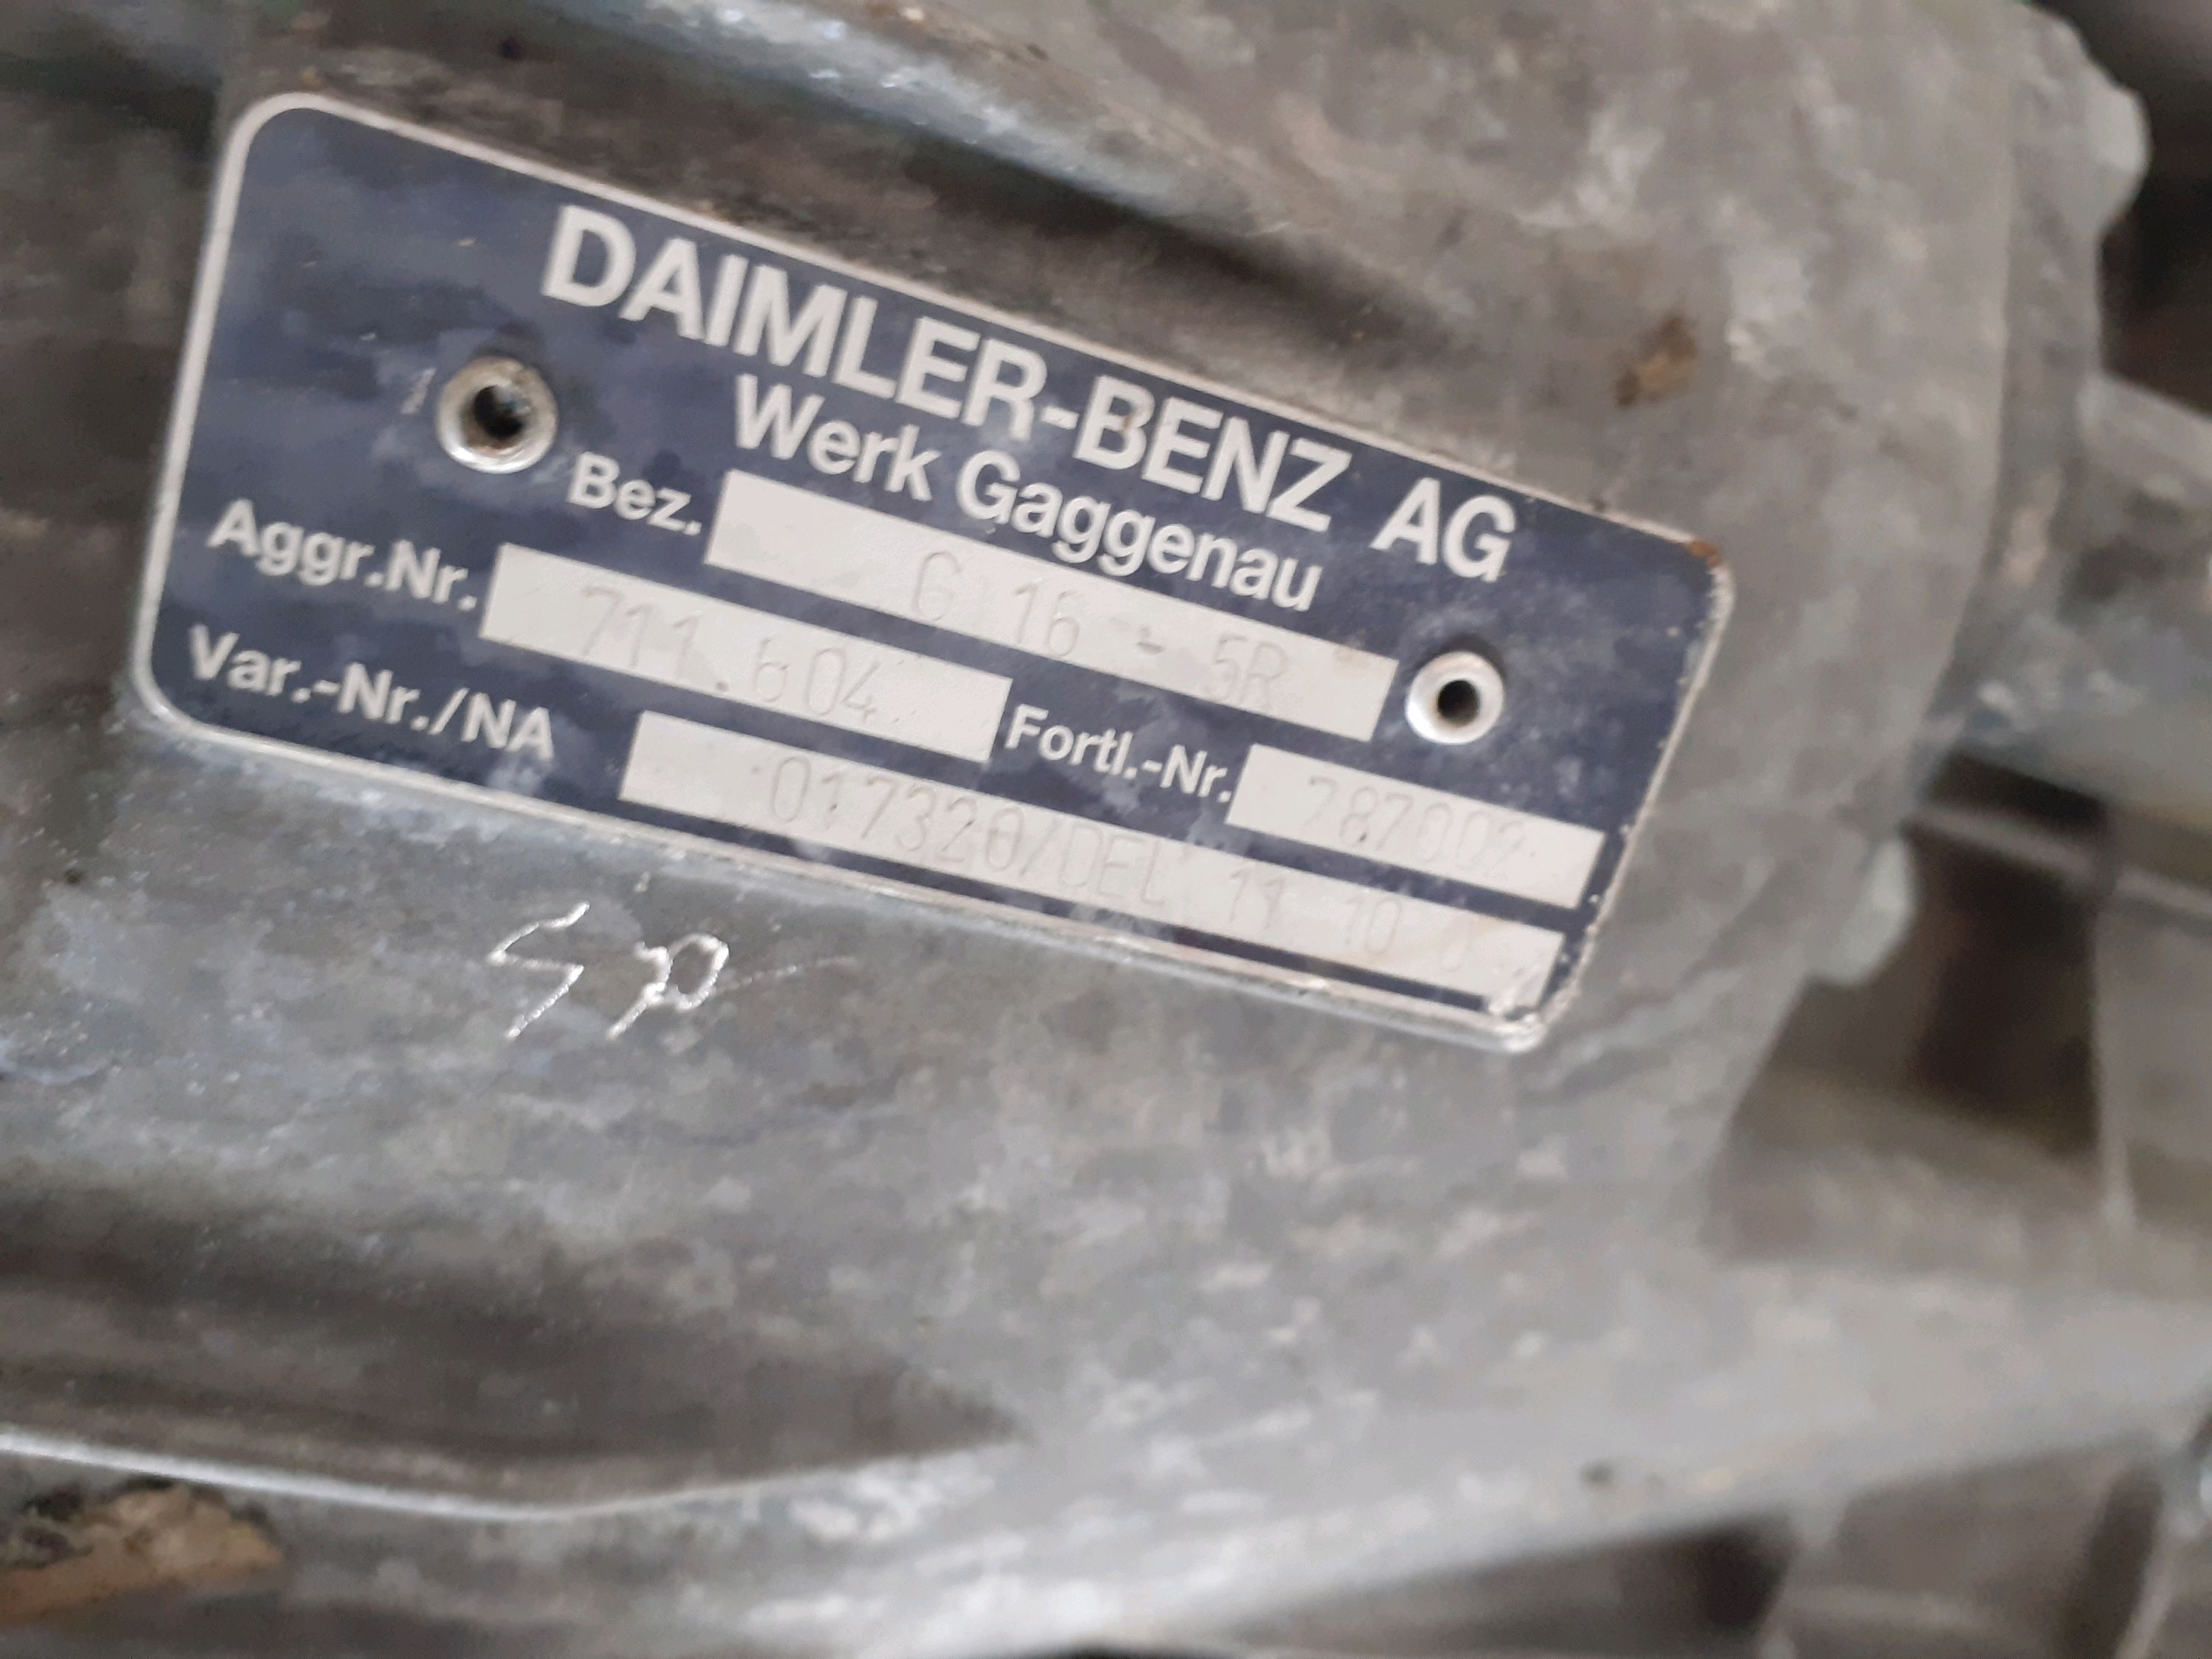 DAIMLER-BENZ AG
Werk Gaggenau
Bez. G 16 - 5R
Aggr.Nr. 711.604 Fortl.-Nr. 787002
Var.-Nr./NA 017320/DEL 11 10